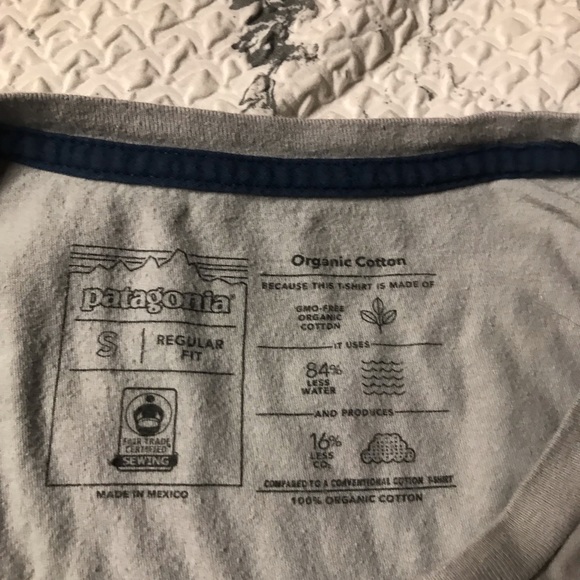 patagonia®
S
REGULAR
FIT
FAIR TRADE
CERTIFIED
SEWING
MADE IN MEXICO
Organic Cotton
BECAUSE THIS T-SHIRT IS MADE OF
GMO-FREE
ORGANIC
COTTON
IT USES
84%
LESS
WATER
AND PRODUCES
16%
LESS
CO₂
COMPARED TO A CONVENTIONAL COTTON T-SHIRT
100% ORGANIC COTTON